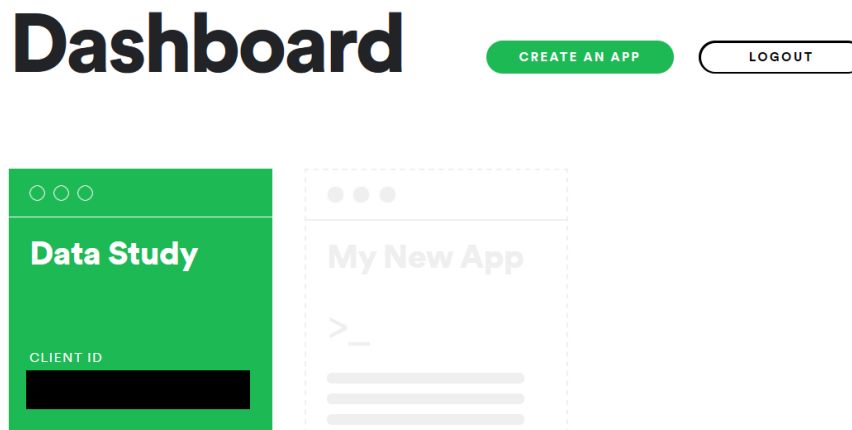 Dashboard
CREATE AN APP
LOGOUT
Data Study
My New App
>_
CLIENT ID